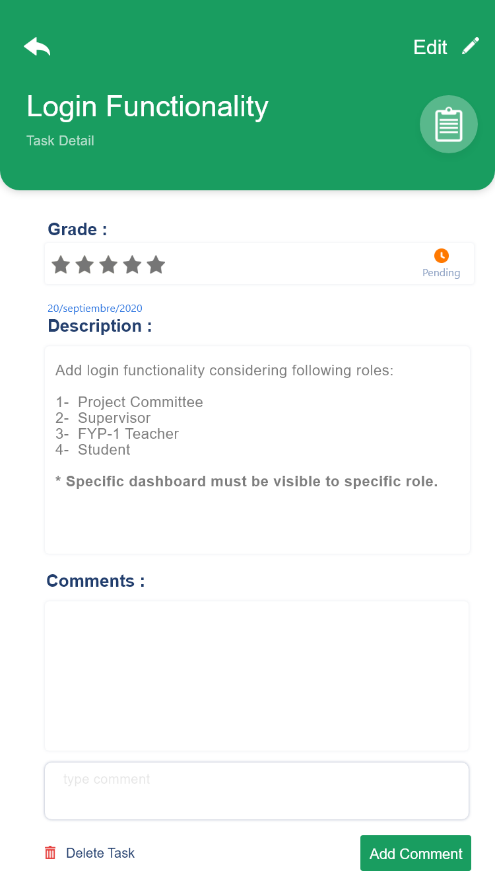 Edit
Login Functionality
Task Detail
Grade :
Pending
20/septiembre/2020
Description :
Add login functionality considering following roles:
1- Project Committee
2- Supervisor
3- FYP-1 Teacher
4- Student
* Specific dashboard must be visible to specific role.
Comments :
type comment
Delete Task
Add Comment